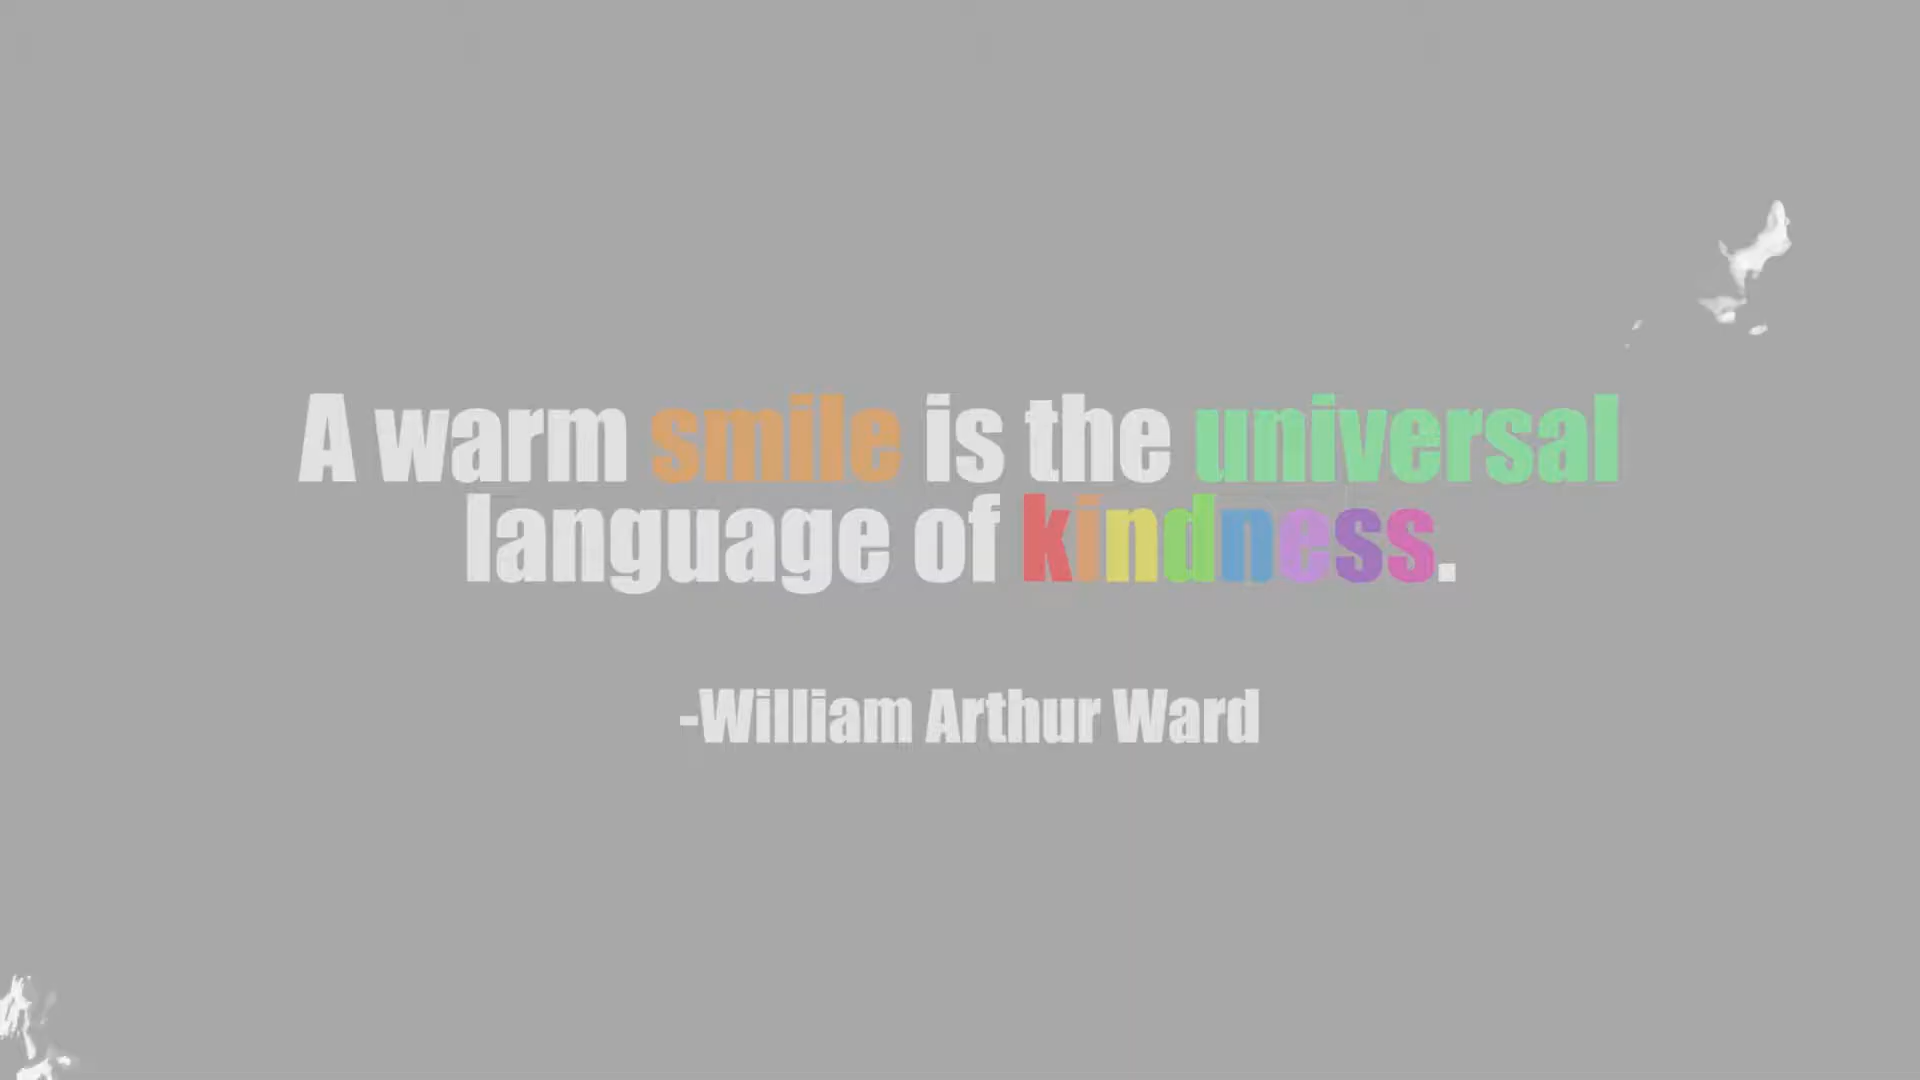 A warm smile is the universal
language of kindness.
-William Arthur Ward